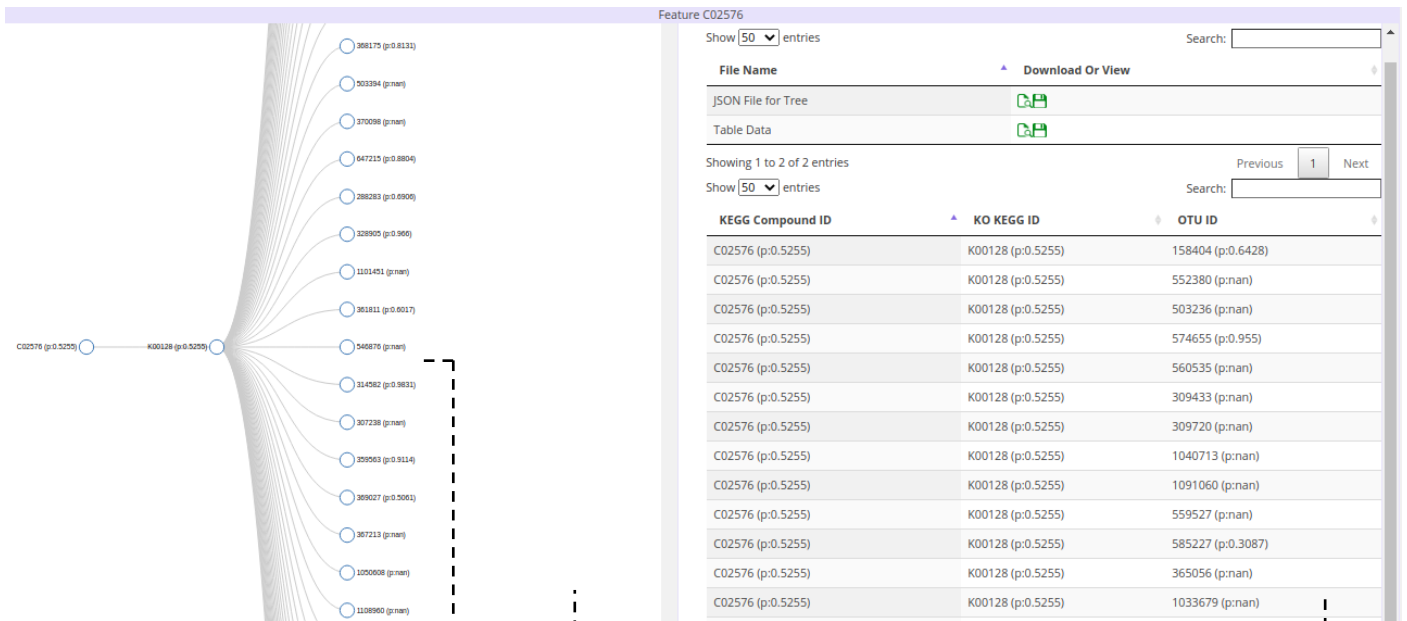 Feature C02576
368175 (p:0.8131)
503394 (p:nan)
370098 (p:nan)
647215 (p:0.8804)
288283 (p:0.6906)
328905 (p:0.966)
1101451 (p:nan)
361811 (p:0.6017)
C02576 (p:0.5255) K00128 (p:0.5255) 546876 (p:nan)
314582 (p:0.9831)
307238 (p:nan)
359563 (p:0.9114)
369027 (p:0.5061)
367213 (p:nan)
1050608 (p:nan)
1108960 (p:nan)
Show 50 entries Search:
File Name Download Or View
JSON File for Tree
Table Data
Showing 1 to 2 of 2 entries Previous 1 Next
Show 50 entries Search:
KEGG Compound ID KO KEGG ID OTU ID
C02576 (p:0.5255) K00128 (p:0.5255) 158404 (p:0.6428)
C02576 (p:0.5255) K00128 (p:0.5255) 552380 (p:nan)
C02576 (p:0.5255) K00128 (p:0.5255) 503236 (p:nan)
C02576 (p:0.5255) K00128 (p:0.5255) 574655 (p:0.955)
C02576 (p:0.5255) K00128 (p:0.5255) 560535 (p:nan)
C02576 (p:0.5255) K00128 (p:0.5255) 309433 (p:nan)
C02576 (p:0.5255) K00128 (p:0.5255) 309720 (p:nan)
C02576 (p:0.5255) K00128 (p:0.5255) 1040713 (p:nan)
C02576 (p:0.5255) K00128 (p:0.5255) 1091060 (p:nan)
C02576 (p:0.5255) K00128 (p:0.5255) 559527 (p:nan)
C02576 (p:0.5255) K00128 (p:0.5255) 585227 (p:0.3087)
C02576 (p:0.5255) K00128 (p:0.5255) 365056 (p:nan)
C02576 (p:0.5255) K00128 (p:0.5255) 1033679 (p:nan)